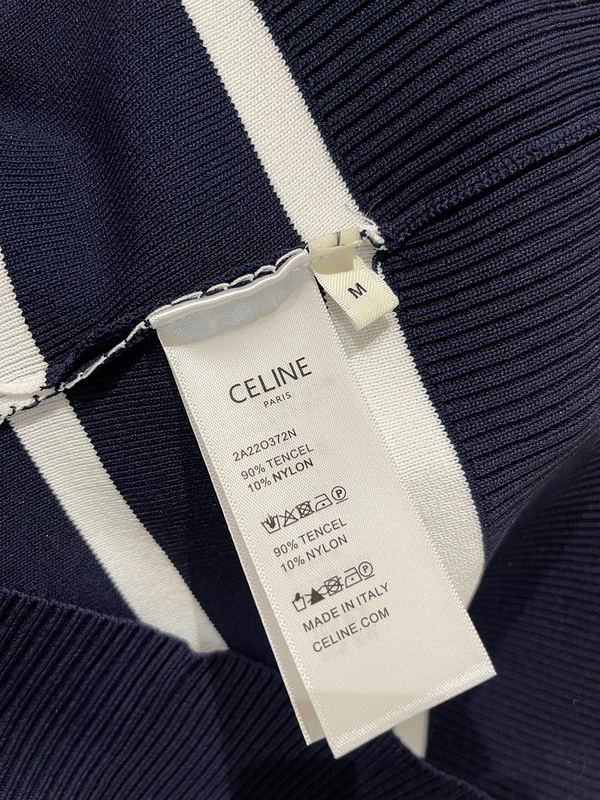 M
CELINE
PARIS
2A22O372N
90% TENCEL
10% NYLON
P
90% TENCEL
10% NYLON
P
MADE IN ITALY
CELINE.COM